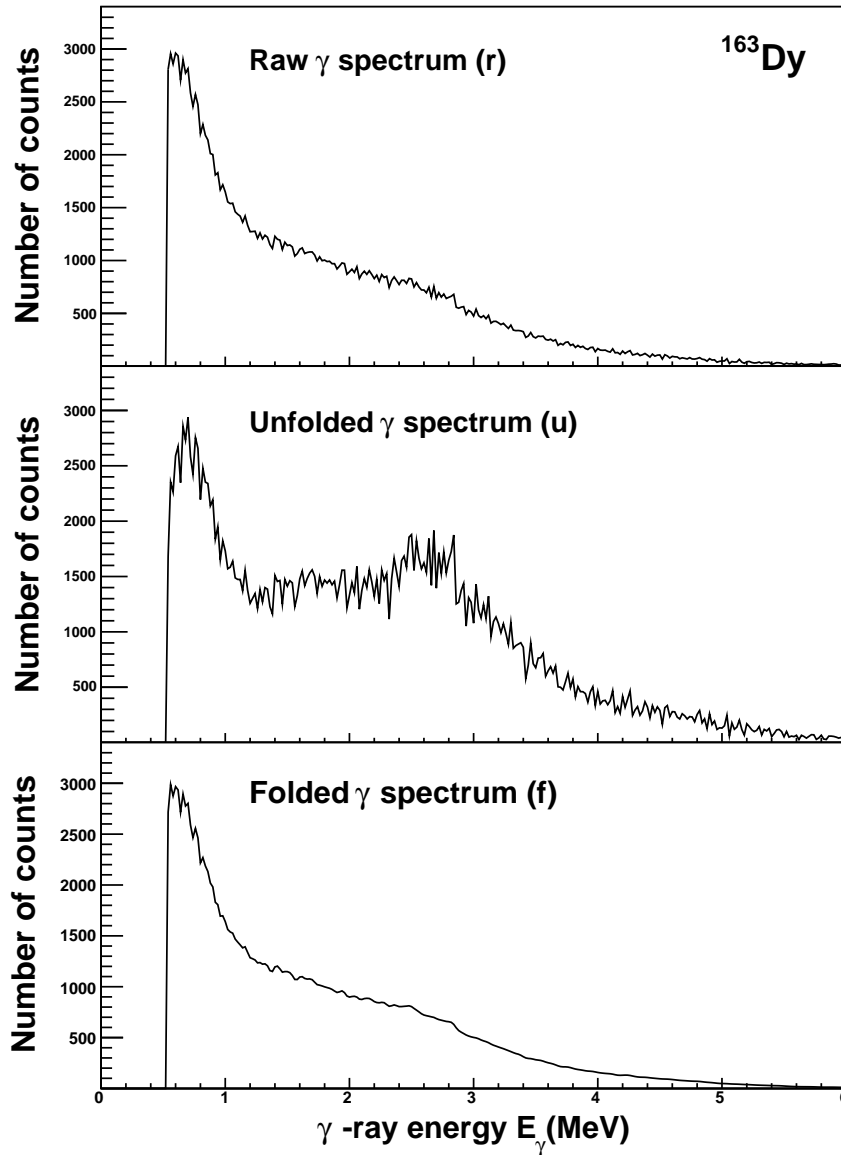 Raw γ spectrum (r)
¹⁶³Dy
Number of counts
3000
2500
2000
1500
1000
500
Unfolded γ spectrum (u)
Number of counts
3000
2500
2000
1500
1000
500
Folded γ spectrum (f)
Number of counts
3000
2500
2000
1500
1000
500
0 1 2 3 4 5 6
γ -ray energy E_γ(MeV)